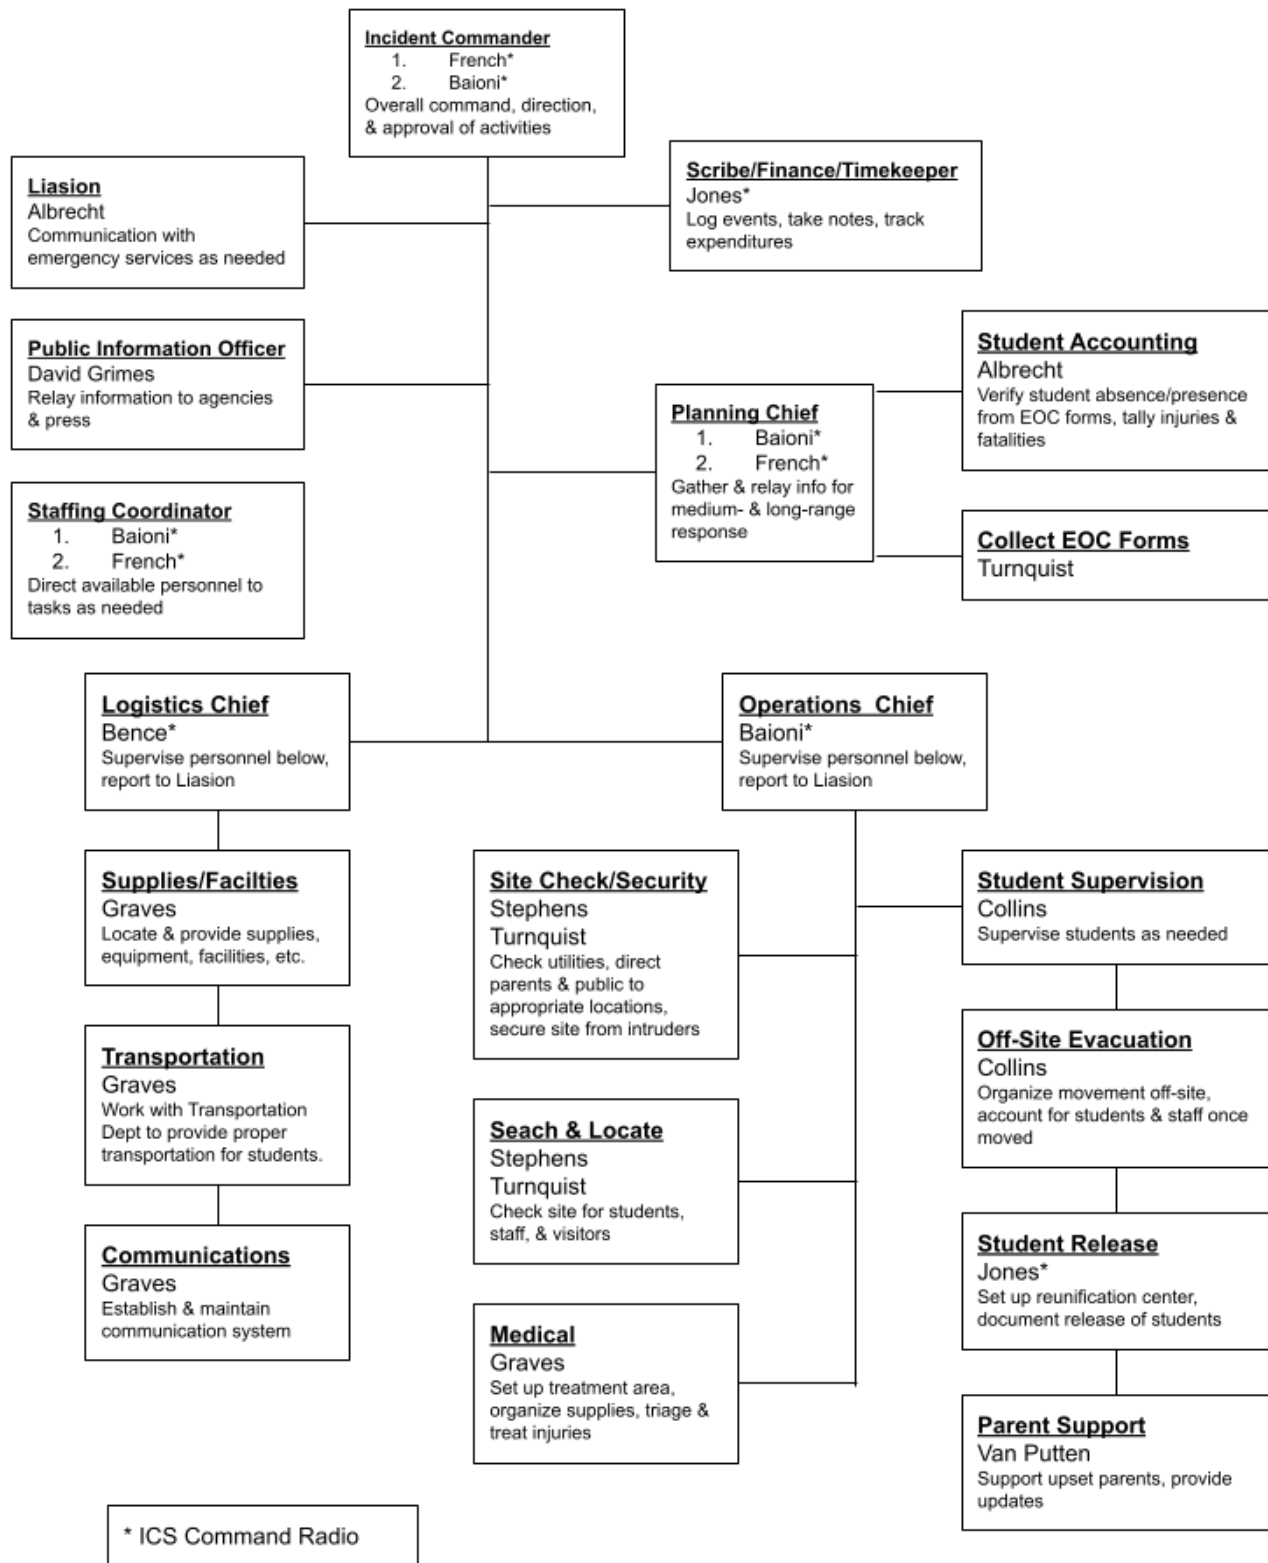 Incident Commander
1. French*
2. Baioni*
Overall command, direction,
& approval of activities
Liasion
Albrecht
Communication with
emergency services as needed
Scribe/Finance/Timekeeper
Jones*
Log events, take notes, track
expenditures
Public Information Officer
David Grimes
Relay information to agencies
& press
Planning Chief
1. Baioni*
2. French*
Gather & relay info for
medium- & long-range
response
Student Accounting
Albrecht
Verify student absence/presence
from EOC forms, tally injuries &
fatalities
Staffing Coordinator
1. Baioni*
2. French*
Direct available personnel to
tasks as needed
Collect EOC Forms
Turnquist
Logistics Chief
Bence*
Supervise personnel below,
report to Liasion
Operations Chief
Baioni*
Supervise personnel below,
report to Liasion
Supplies/Facilties
Graves
Locate & provide supplies,
equipment, facilities, etc.
Transportation
Graves
Work with Transportation
Dept to provide proper
transportation for students.
Communications
Graves
Establish & maintain
communication system
Site Check/Security
Stephens
Turnquist
Check utilities, direct
parents & public to
appropriate locations,
secure site from intruders
Seach & Locate
Stephens
Turnquist
Check site for students,
staff, & visitors
Medical
Graves
Set up treatment area,
organize supplies, triage &
treat injuries
Student Supervision
Collins
Supervise students as needed
Off-Site Evacuation
Collins
Organize movement off-site,
account for students & staff once
moved
Student Release
Jones*
Set up reunification center,
document release of students
Parent Support
Van Putten
Support upset parents, provide
updates
* ICS Command Radio